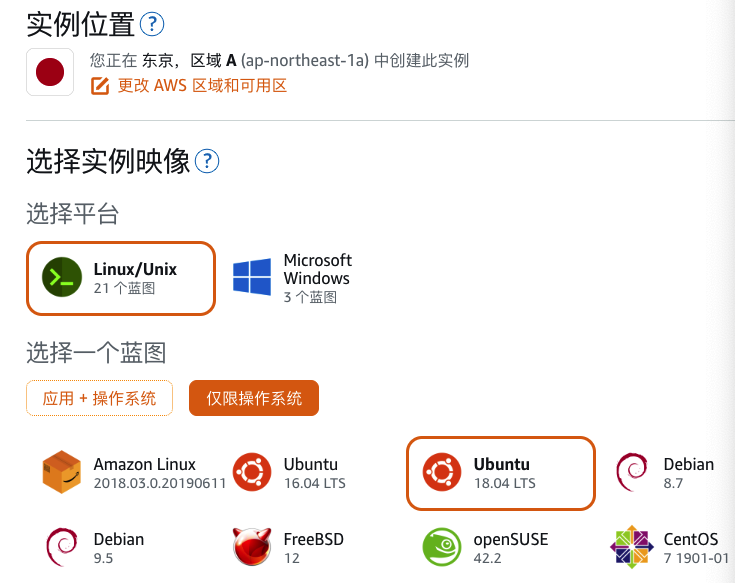 实例位置 ?
您正在 东京，区域 A (ap-northeast-1a) 中创建此实例
更改 AWS 区域和可用区
选择实例映像 ?
选择平台
Linux/Unix
21 个蓝图
Microsoft
Windows
3 个蓝图
选择一个蓝图
应用 + 操作系统
仅限操作系统
Amazon Linux
2018.03.0.20190611
Ubuntu
16.04 LTS
Ubuntu
18.04 LTS
Debian
8.7
Debian
9.5
FreeBSD
12
openSUSE
42.2
CentOS
7 1901-01